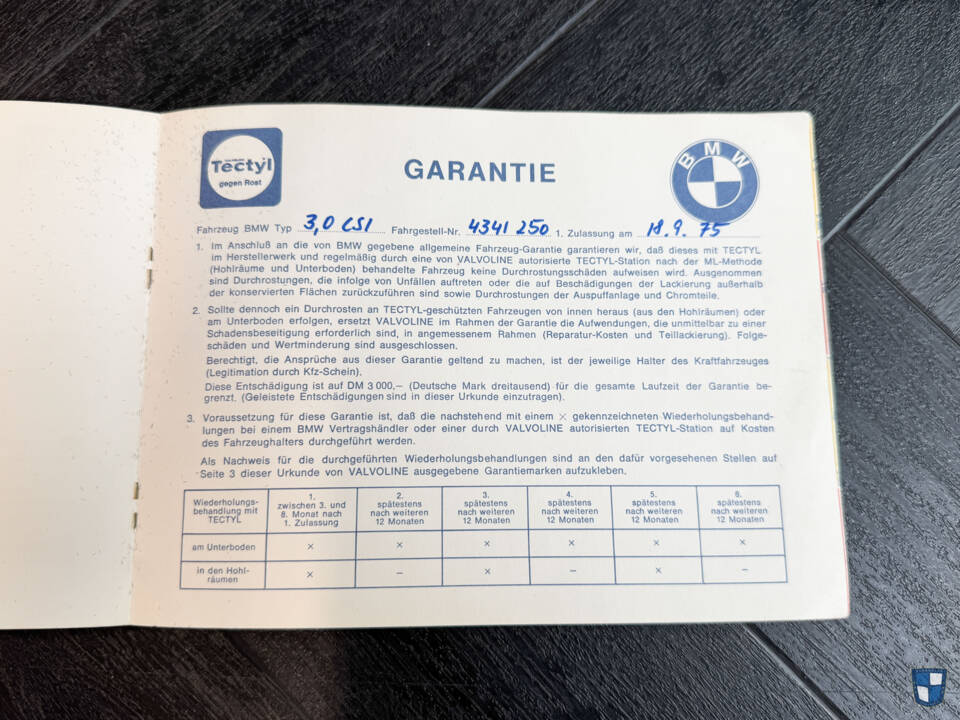 Tectyl
gegen Rost
GARANTIE
BMW
Fahrzeug BMW Typ 3,0 CSI Fahrgestell-Nr. 4341 250 1. Zulassung am 18.9.75
1. Im Anschluß an die von BMW gegebene allgemeine Fahrzeug-Garantie garantieren wir, daß dieses mit TECTYL
im Herstellerwerk und regelmäßig durch eine von VALVOLINE autorisierte TECTYL-Station nach der ML-Methode
(Hohlräume und Unterboden) behandelte Fahrzeug keine Durchrostungsschäden aufweisen wird. Ausgenommen
sind Durchrostungen, die infolge von Unfällen auftreten oder die auf Beschädigungen der Lackierung außerhalb
der konservierten Flächen zurückzuführen sind sowie Durchrostungen der Auspuffanlage und Chromteile.
2. Sollte dennoch ein Durchrosten an TECTYL-geschützten Fahrzeugen von innen heraus (aus den Hohlräumen) oder
am Unterboden erfolgen, ersetzt VALVOLINE im Rahmen der Garantie die Aufwendungen, die unmittelbar zu einer
Schadensbeseitigung erforderlich sind, in angemessenem Rahmen (Reparatur-Kosten und Teillackierung). Folge-
schäden und Wertminderung sind ausgeschlossen.
Berechtigt, die Ansprüche aus dieser Garantie geltend zu machen, ist der jeweilige Halter des Kraftfahrzeuges
(Legitimation durch Kfz-Schein).
Diese Entschädigung ist auf DM 3 000,— (Deutsche Mark dreitausend) für die gesamte Laufzeit der Garantie be-
grenzt. (Geleistete Entschädigungen sind in dieser Urkunde einzutragen).
3. Voraussetzung für diese Garantie ist, daß die nachstehend mit einem × gekennzeichneten Wiederholungsbehand-
lungen bei einem BMW Vertragshändler oder einer durch VALVOLINE autorisierten TECTYL-Station auf Kosten
des Fahrzeughalters durchgeführt werden.
Als Nachweis für die durchgeführten Wiederholungsbehandlungen sind an den dafür vorgesehenen Stellen auf
Seite 3 dieser Urkunde von VALVOLINE ausgegebene Garantiemarken aufzukleben.
Wiederholungs-
behandlung mit
TECTYL
1.
zwischen 3. und
8. Monat nach
1. Zulassung
2.
spätestens
nach weiteren
12 Monaten
3.
spätestens
nach weiteren
12 Monaten
4.
spätestens
nach weiteren
12 Monaten
5.
spätestens
nach weiteren
12 Monaten
6.
spätestens
nach weiteren
12 Monaten
am Unterboden × × × × × ×
in den Hohl-
räumen × – × – × –